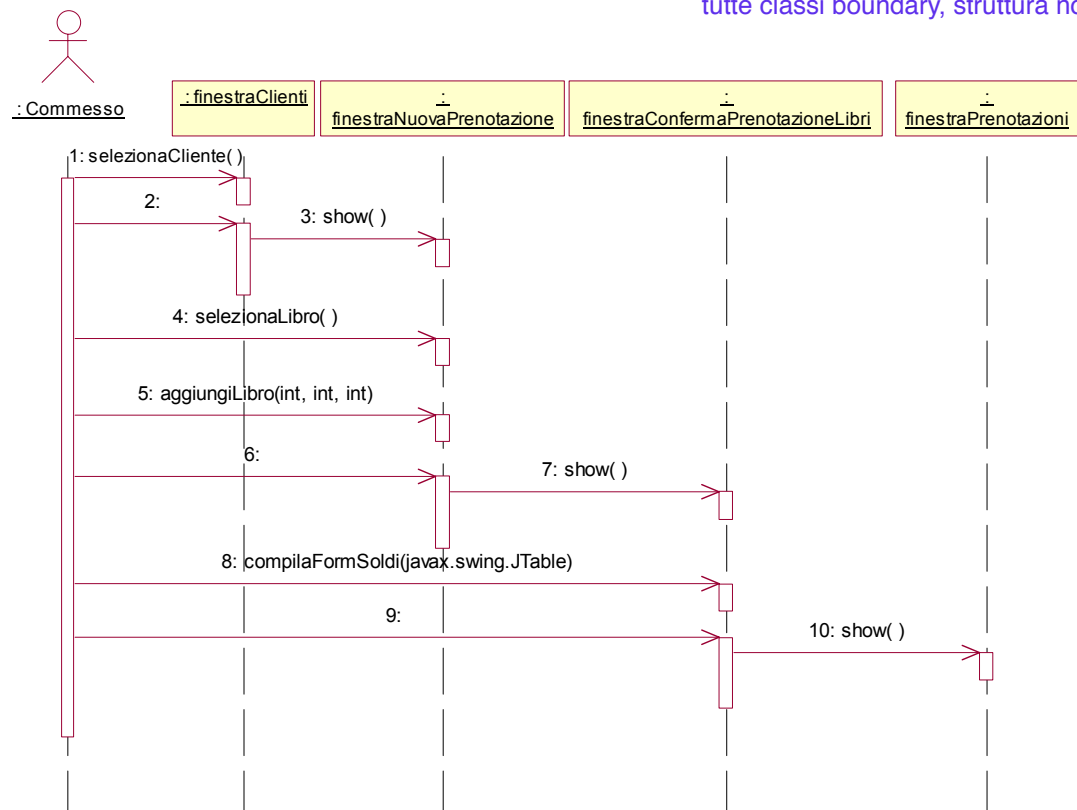 tutte classi boundary, struttura
: Commesso
: finestraClienti
:
finestraNuovaPrenotazione
:
finestraConfermaPrenotazioneLibri
:
finestraPrenotazioni
1: selezionaCliente( )
2:
3: show( )
4: selezionaLibro( )
5: aggiungiLibro(int, int, int)
6:
7: show( )
8: compilaFormSoldi(javax.swing.JTable)
9:
10: show( )